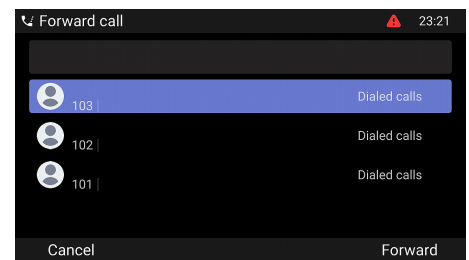 Forward call 23:21
103 | Dialed calls
102 | Dialed calls
101 | Dialed calls
Cancel Forward